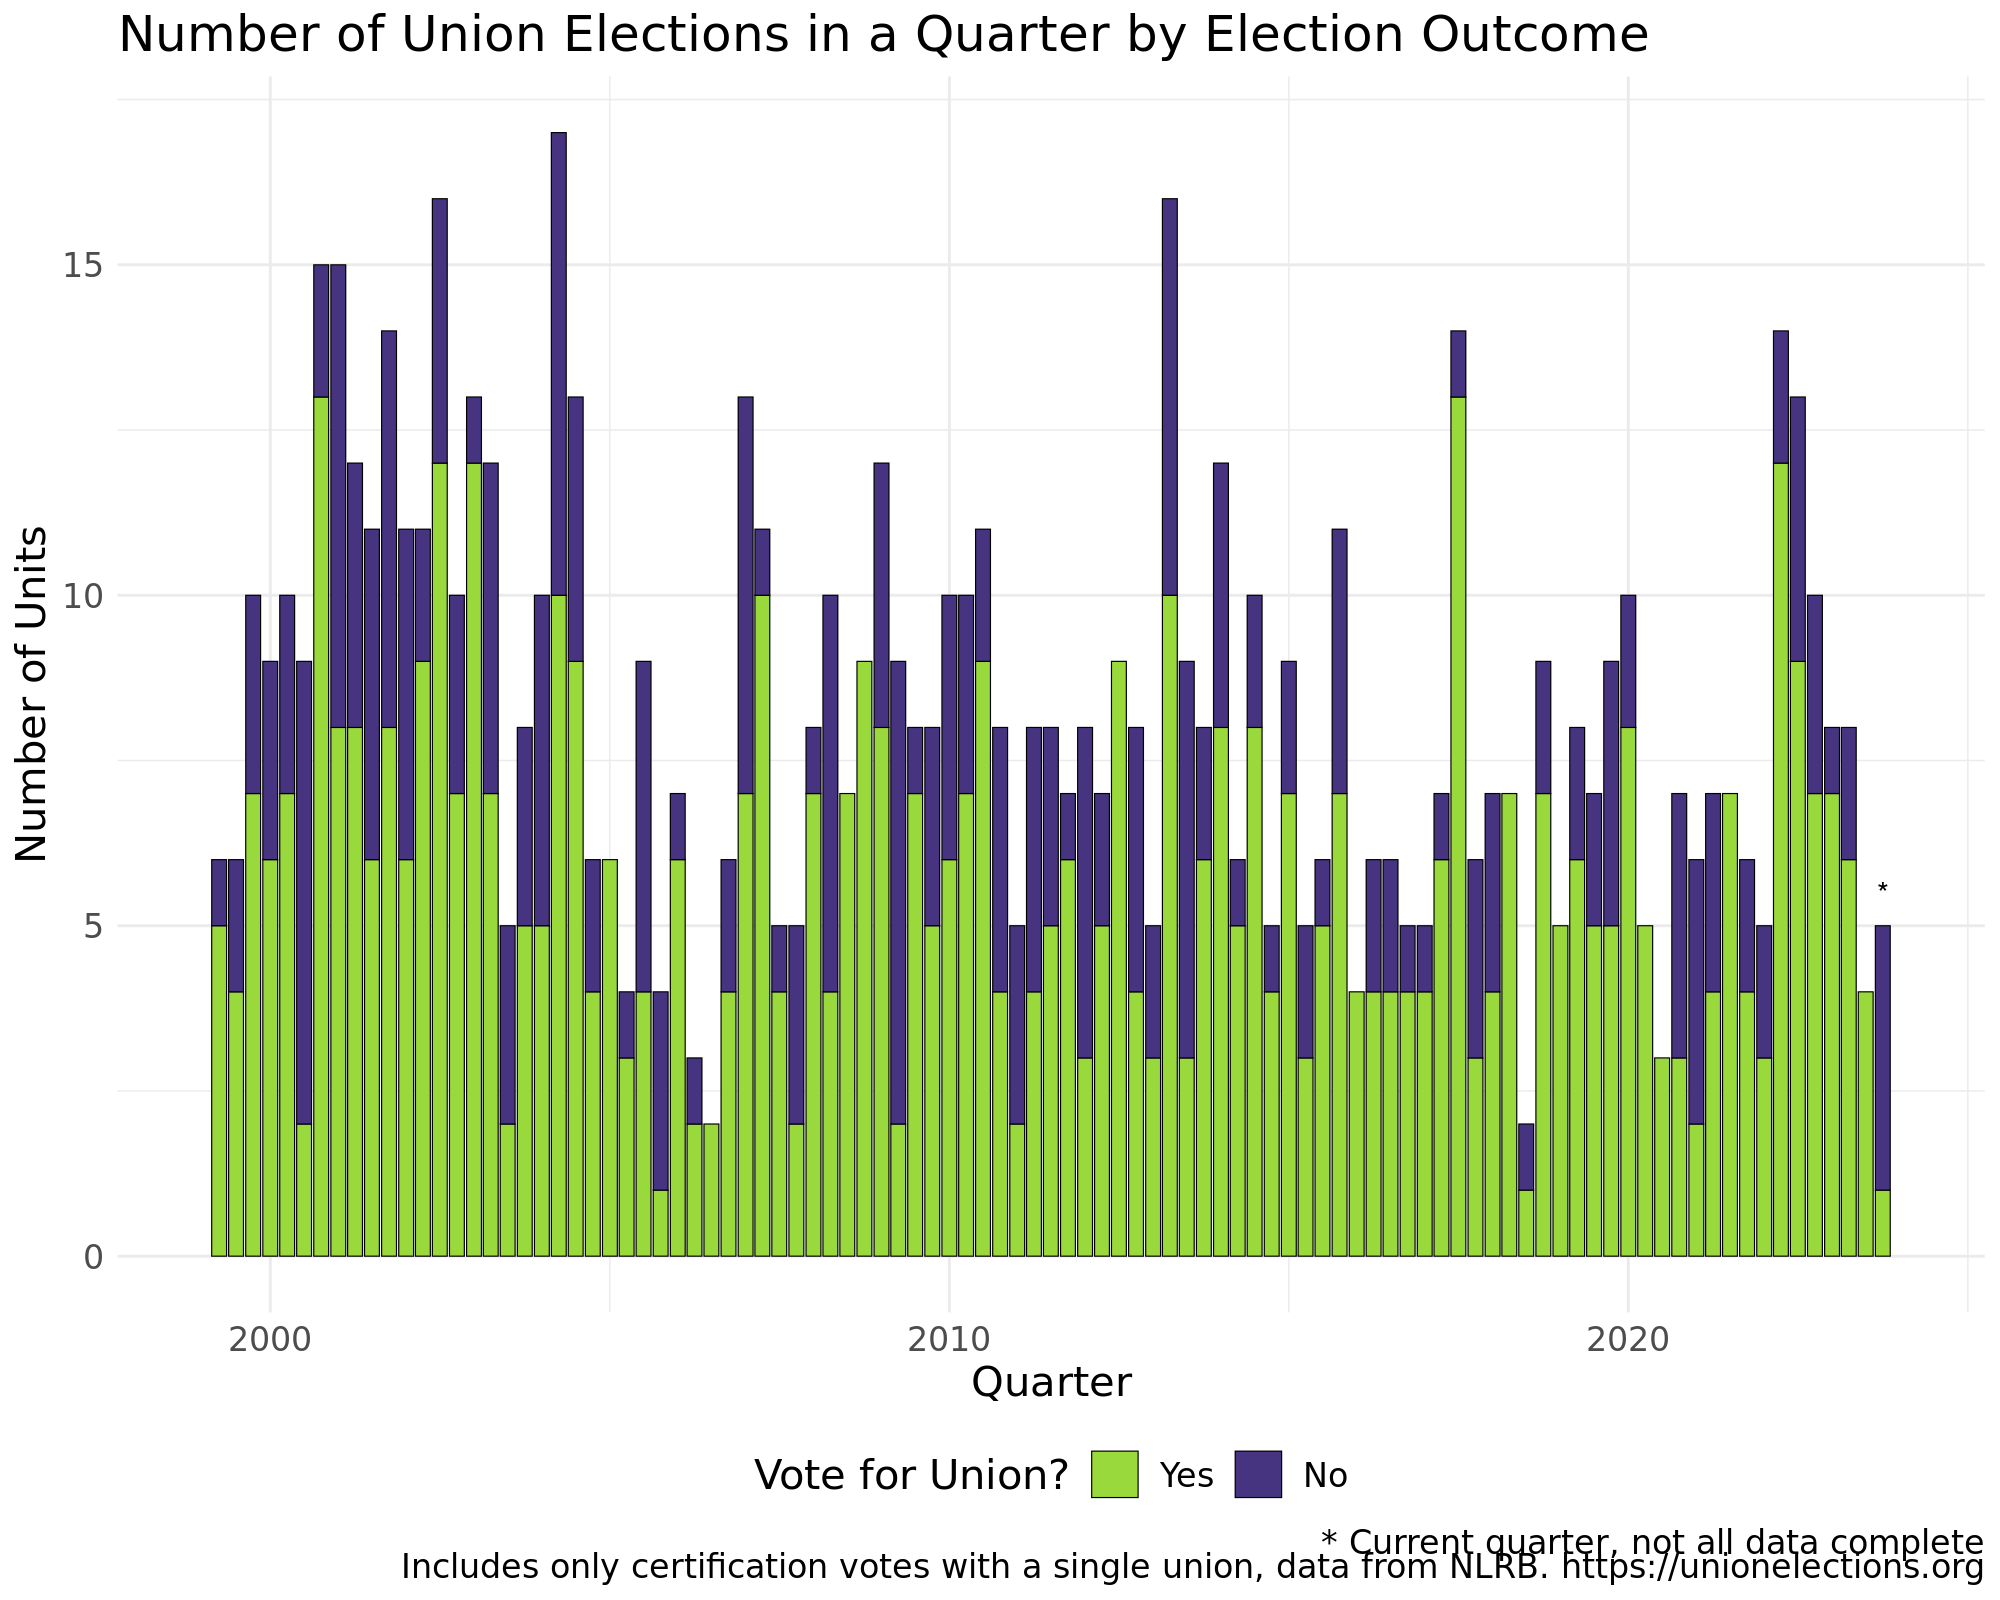 Number of Union Elections in a Quarter by Election Outcome
Number of Units
15
10
5
0
*
2000 2010 2020
Quarter
Vote for Union? Yes No
* Current quarter, not all data complete
Includes only certification votes with a single union, data from NLRB. https://unionelections.org